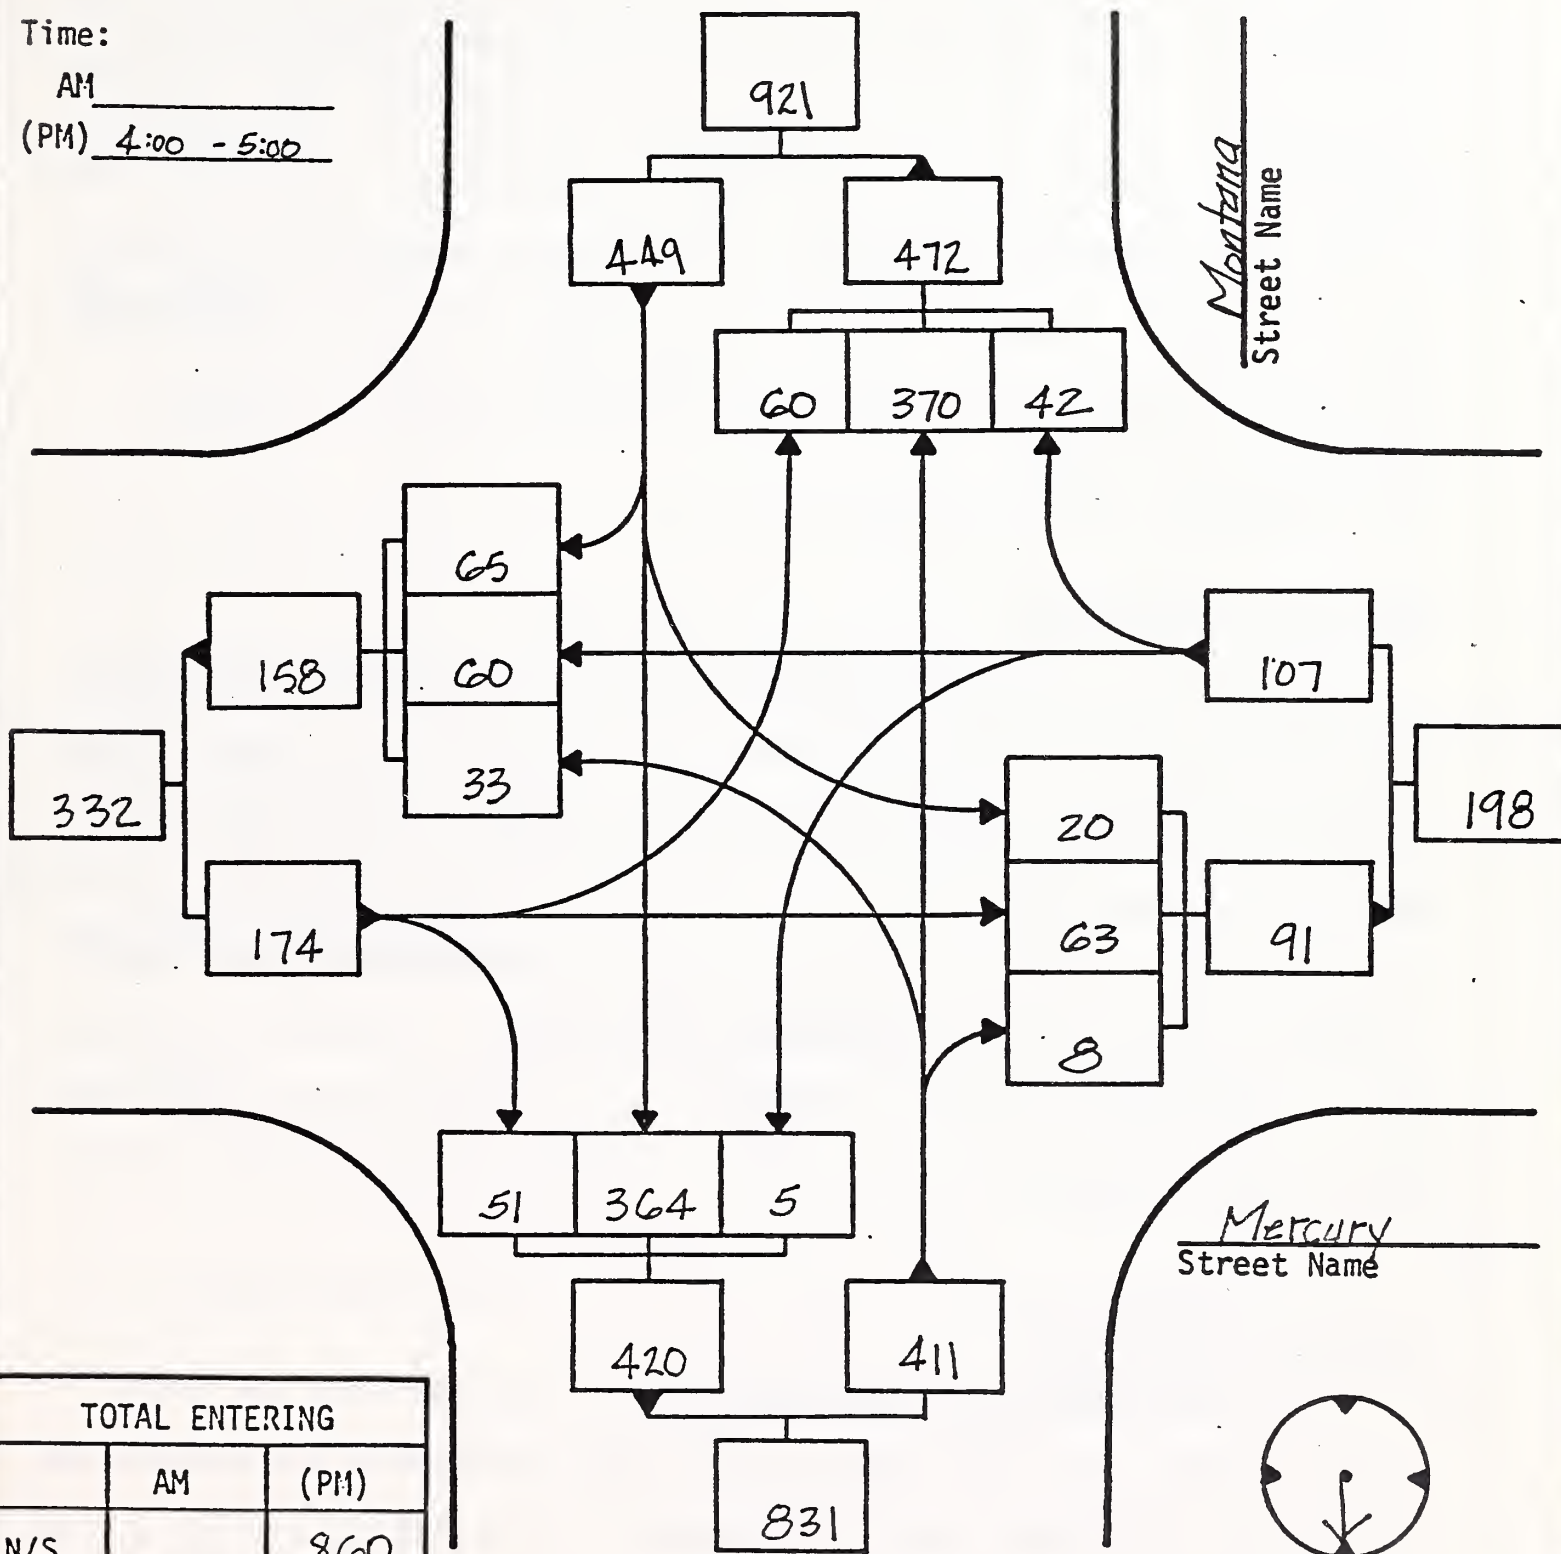 Time:
AM
(PM) 4:00 - 5:00
921
449
472
60 370 42
Montana
Street Name
65
60
33
158
332
174
107
198
20
63
8
91
51 364 5
420
411
831
Mercury
Street Name
TOTAL ENTERING
AM (PM)
N/S 860